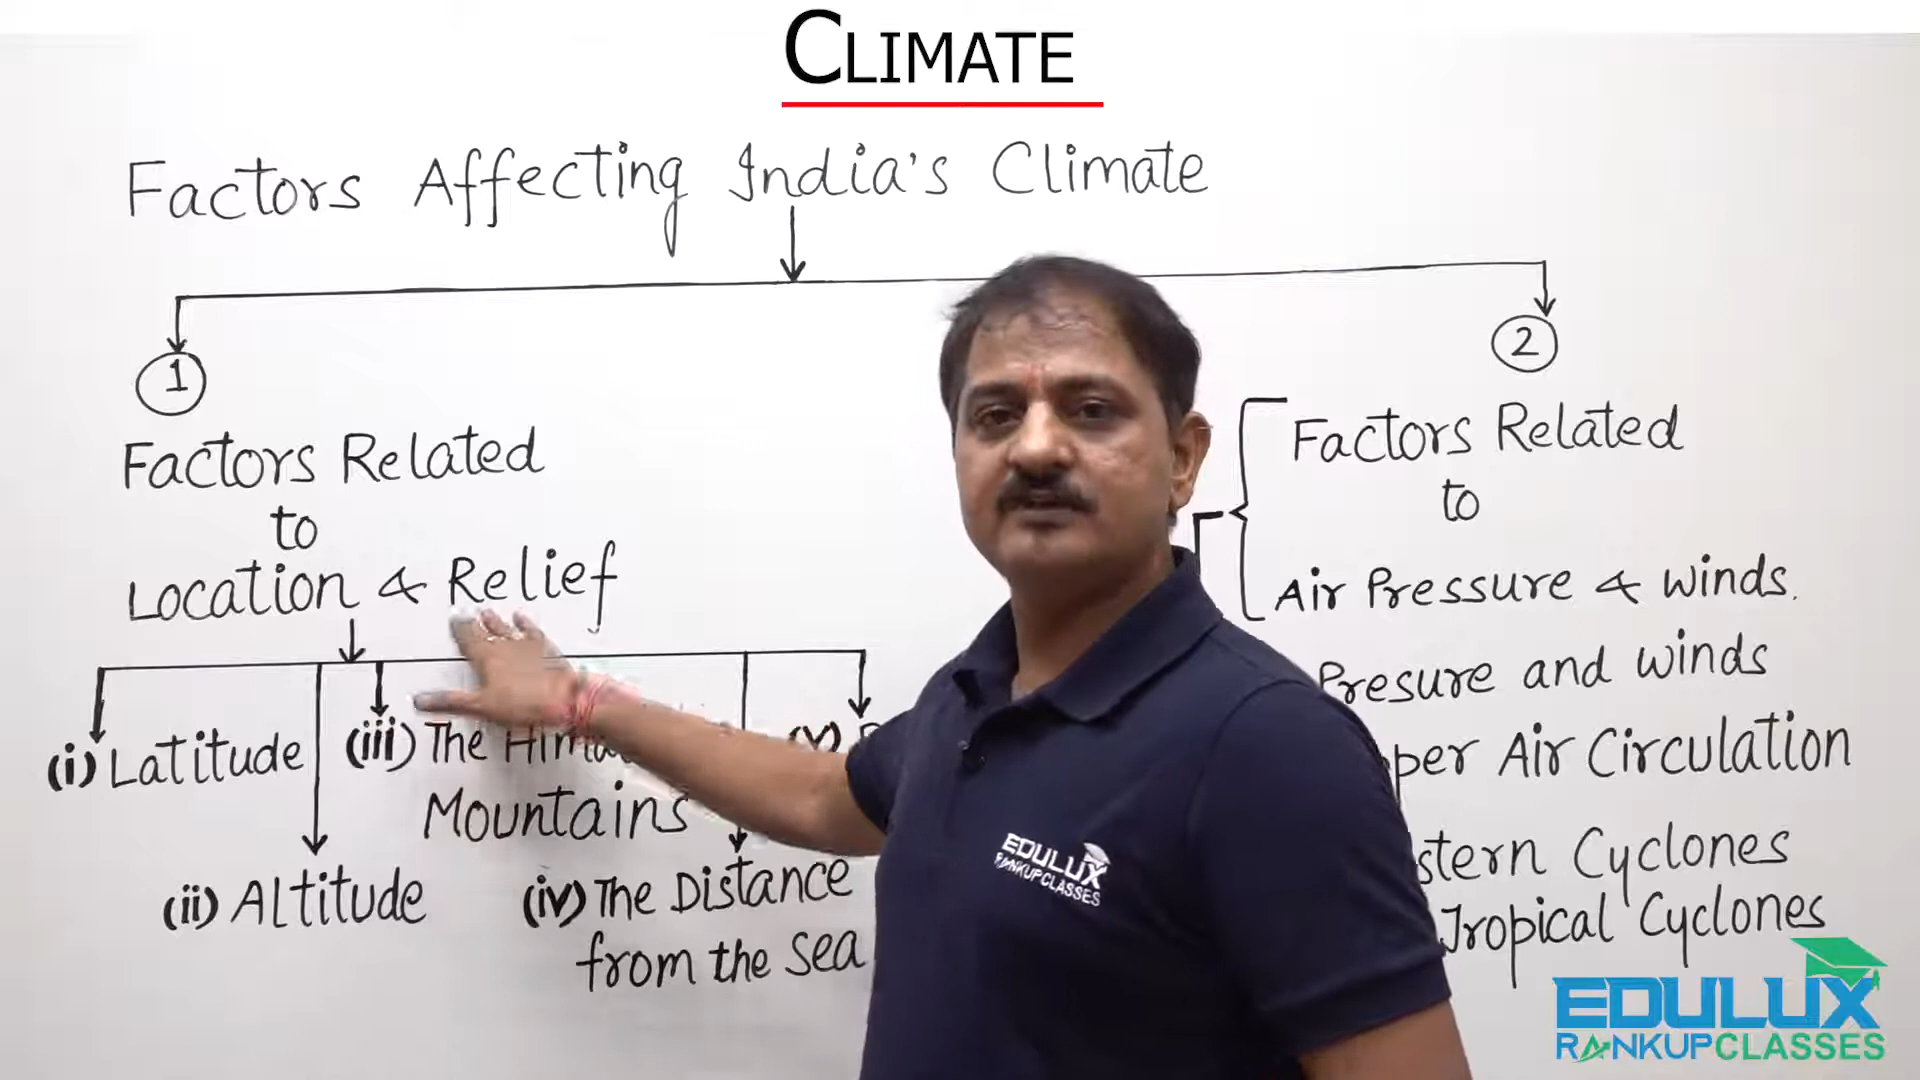 CLIMATE
Factors Affecting India's Climate
1
2
Factors Related
to
Location & Relief
Factors Related
to
Air Pressure & Winds.
Presure and Winds
Air Circulation
Cyclones
Tropical Cyclones
(i) Latitude
(iii) The
Mountains
(v)
(ii) Altitude
(iv) The Distance
from the Sea
EDULUX
RANKUPCLASSES
EDULUX
RANKUPCLASSES